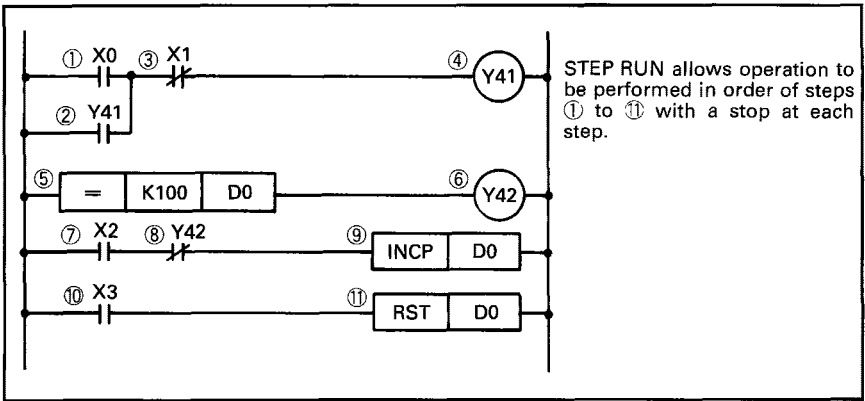 ① X0 ③ X1 ④ Y41
② Y41
⑤ = K100 D0 ⑥ Y42
⑦ X2 ⑧ Y42 ⑨ INCP D0
⑩ X3 ⑪ RST D0
STEP RUN allows operation to
be performed in order of steps
① to ⑪ with a stop at each
step.